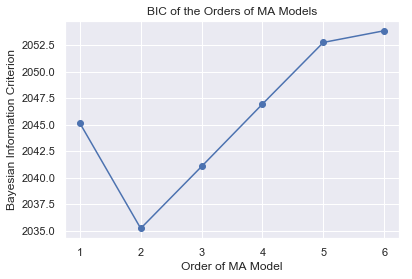 BIC of the Orders of MA Models
Bayesian Information Criterion
2052.5
2050.0
2047.5
2045.0
2042.5
2040.0
2037.5
2035.0
1 2 3 4 5 6
Order of MA Model